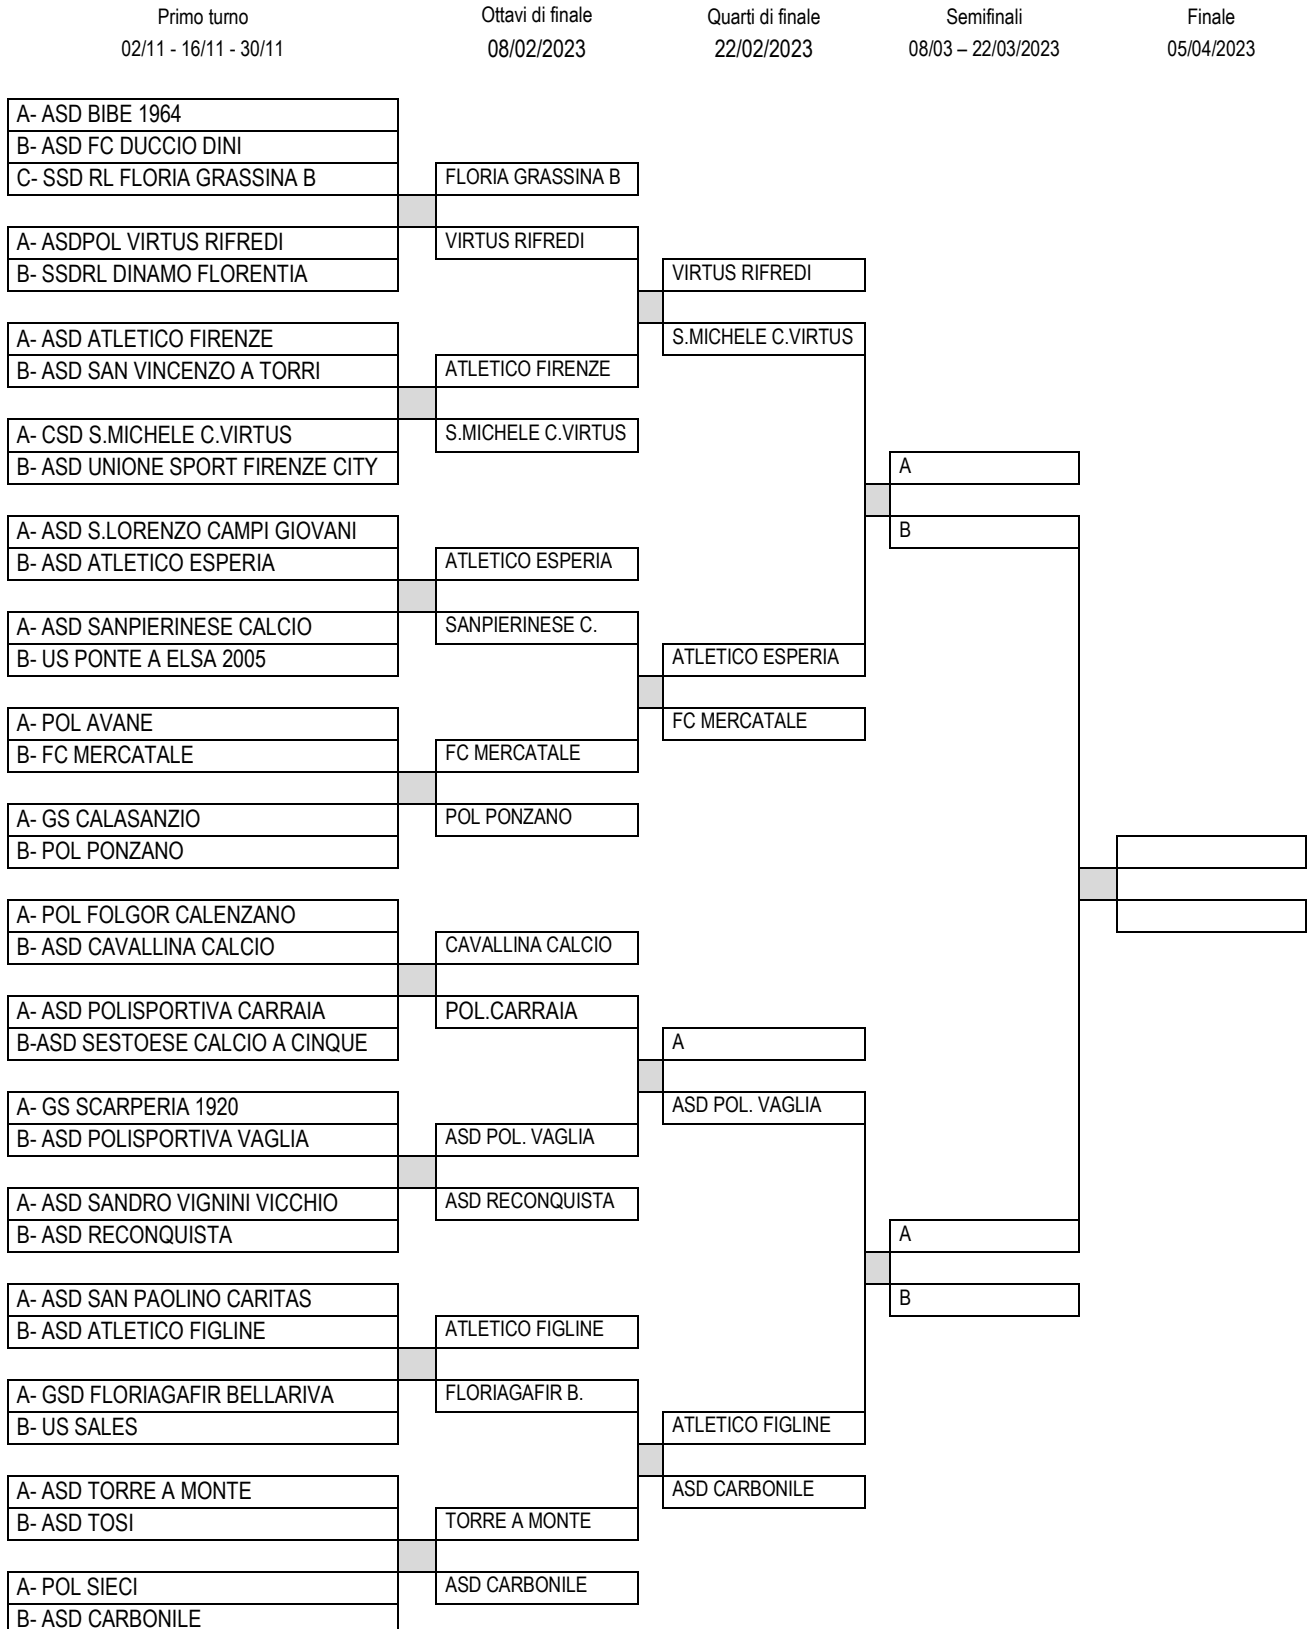 Primo turno
02/11 - 16/11 - 30/11
Ottavi di finale
08/02/2023
Quarti di finale
22/02/2023
Semifinali
08/03 – 22/03/2023
Finale
05/04/2023
A- ASD BIBE 1964
B- ASD FC DUCCIO DINI
C- SSD RL FLORIA GRASSINA B
A- ASDPOL VIRTUS RIFREDI
B- SSDRL DINAMO FLORENTIA
A- ASD ATLETICO FIRENZE
B- ASD SAN VINCENZO A TORRI
A- CSD S.MICHELE C.VIRTUS
B- ASD UNIONE SPORT FIRENZE CITY
A- ASD S.LORENZO CAMPI GIOVANI
B- ASD ATLETICO ESPERIA
A- ASD SANPIERINESE CALCIO
B- US PONTE A ELSA 2005
A- POL AVANE
B- FC MERCATALE
A- GS CALASANZIO
B- POL PONZANO
A- POL FOLGOR CALENZANO
B- ASD CAVALLINA CALCIO
A- ASD POLISPORTIVA CARRAIA
B-ASD SESTOESE CALCIO A CINQUE
A- GS SCARPERIA 1920
B- ASD POLISPORTIVA VAGLIA
A- ASD SANDRO VIGNINI VICCHIO
B- ASD RECONQUISTA
A- ASD SAN PAOLINO CARITAS
B- ASD ATLETICO FIGLINE
A- GSD FLORIAGAFIR BELLARIVA
B- US SALES
A- ASD TORRE A MONTE
B- ASD TOSI
A- POL SIECI
B- ASD CARBONILE
FLORIA GRASSINA B
VIRTUS RIFREDI
ATLETICO FIRENZE
S.MICHELE C.VIRTUS
ATLETICO ESPERIA
SANPIERINESE C.
FC MERCATALE
POL PONZANO
CAVALLINA CALCIO
POL.CARRAIA
ASD POL. VAGLIA
ASD RECONQUISTA
ATLETICO FIGLINE
FLORIAGAFIR B.
TORRE A MONTE
ASD CARBONILE
VIRTUS RIFREDI
S.MICHELE C.VIRTUS
ATLETICO ESPERIA
FC MERCATALE
A
ASD POL. VAGLIA
ATLETICO FIGLINE
ASD CARBONILE
A
B
A
B